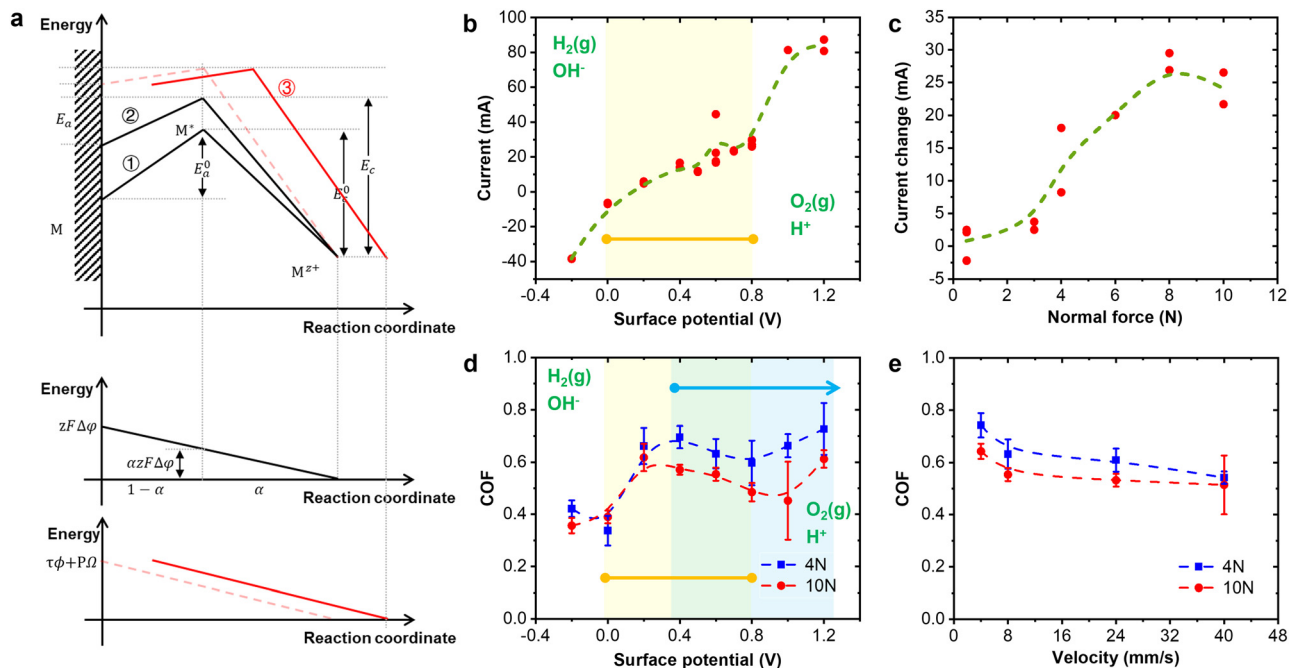 a
Energy
③
②
E_a
M*
①
E_a^0
E_c
M
M^{z+}
Reaction coordinate
Energy
zFΔφ
αzFΔφ
1 − α
α
Reaction coordinate
Energy
τϕ+PΩ
Reaction coordinate
b
H2(g)
OH-
O2(g)
H+
Current (mA)
100
80
60
40
20
0
-20
-40
-0.4
0.0
0.4
0.8
1.2
Surface potential (V)
c
Current change (mA)
35
30
25
20
15
10
5
0
-5
0
2
4
6
8
10
12
Normal force (N)
d
H2(g)
OH-
O2(g)
H+
4N
10N
COF
1.0
0.8
0.6
0.4
0.2
0.0
-0.4
0.0
0.4
0.8
1.2
Surface potential (V)
e
COF
1.0
0.8
0.6
0.4
0.2
0.0
4N
10N
0
8
16
24
32
40
48
Velocity (mm/s)